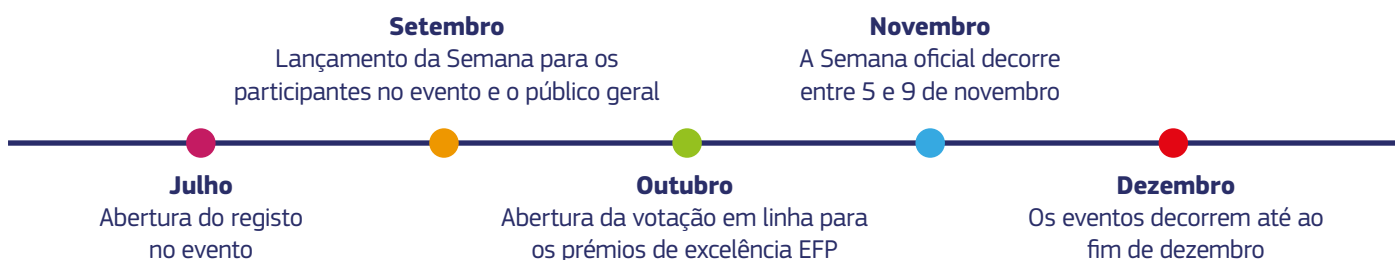 Setembro
Lançamento da Semana para os
participantes no evento e o público geral
Novembro
A Semana oficial decorre
entre 5 e 9 de novembro
Julho
Abertura do registo
no evento
Outubro
Abertura da votação em linha para
os prémios de excelência EFP
Dezembro
Os eventos decorrem até ao
fim de dezembro